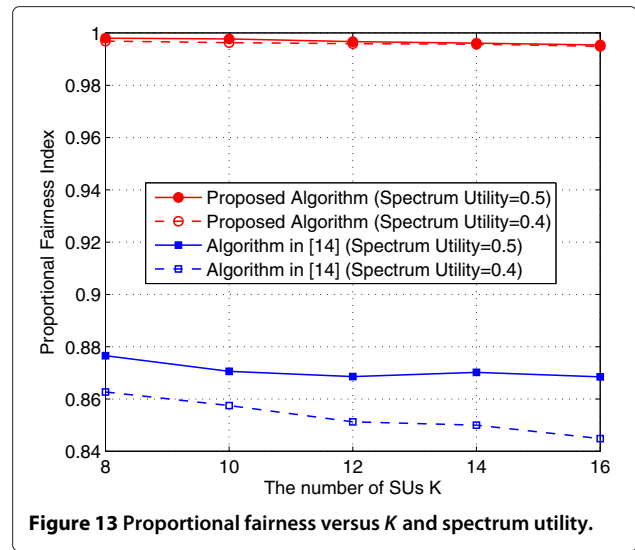 1
0.98
0.96
0.94
0.92
0.9
0.88
0.86
0.84
Proportional Fairness Index
Proposed Algorithm (Spectrum Utility=0.5)
Proposed Algorithm (Spectrum Utility=0.4)
Algorithm in [14] (Spectrum Utility=0.5)
Algorithm in [14] (Spectrum Utility=0.4)
8
10
12
14
16
The number of SUs K
Figure 13 Proportional fairness versus K and spectrum utility.